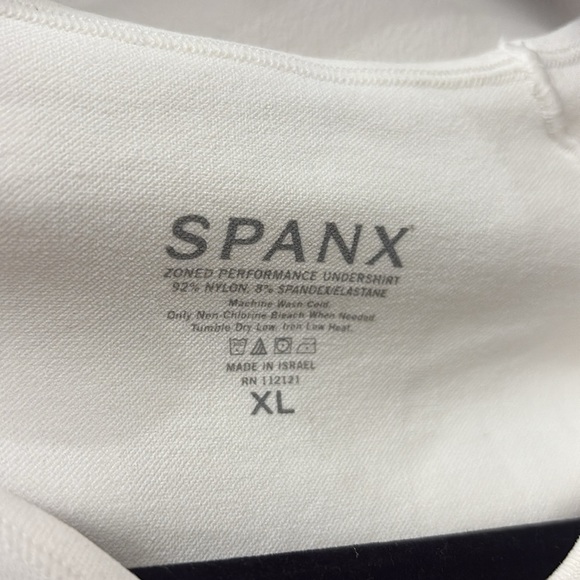 SPANX
ZONED PERFORMANCE UNDERSHIRT
92% NYLON, 8% SPANDEX/ELASTANE
Machine Wash Cold.
Only Non-Chlorine Bleach When Needed.
Tumble Dry Low. Iron Low Heat.
MADE IN ISRAEL
RN 112121
XL